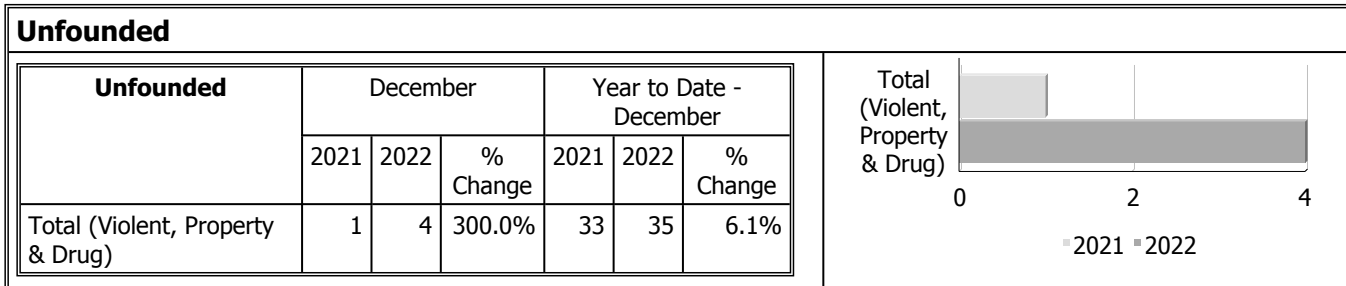 Unfounded
Unfounded December Year to Date -
December
2021 2022 % 2021 2022 %
Change Change
Total (Violent, Property 1 4 300.0% 33 35 6.1%
& Drug)
Total
(Violent,
Property
& Drug)
0 2 4
2021 2022